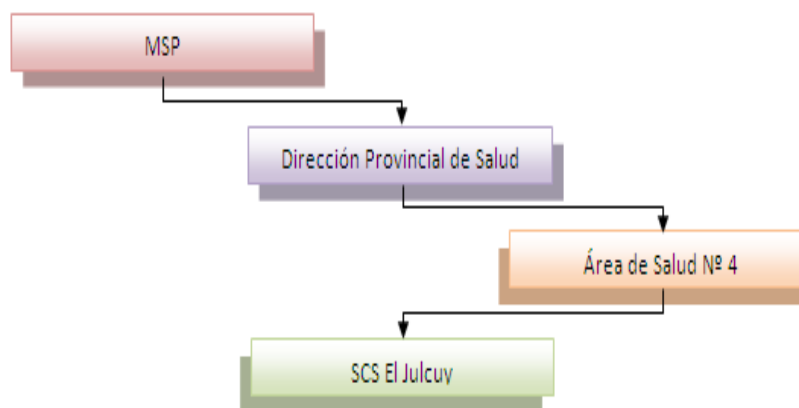 MSP
Dirección Provincial de Salud
Área de Salud Nº 4
SCS El Julcuy